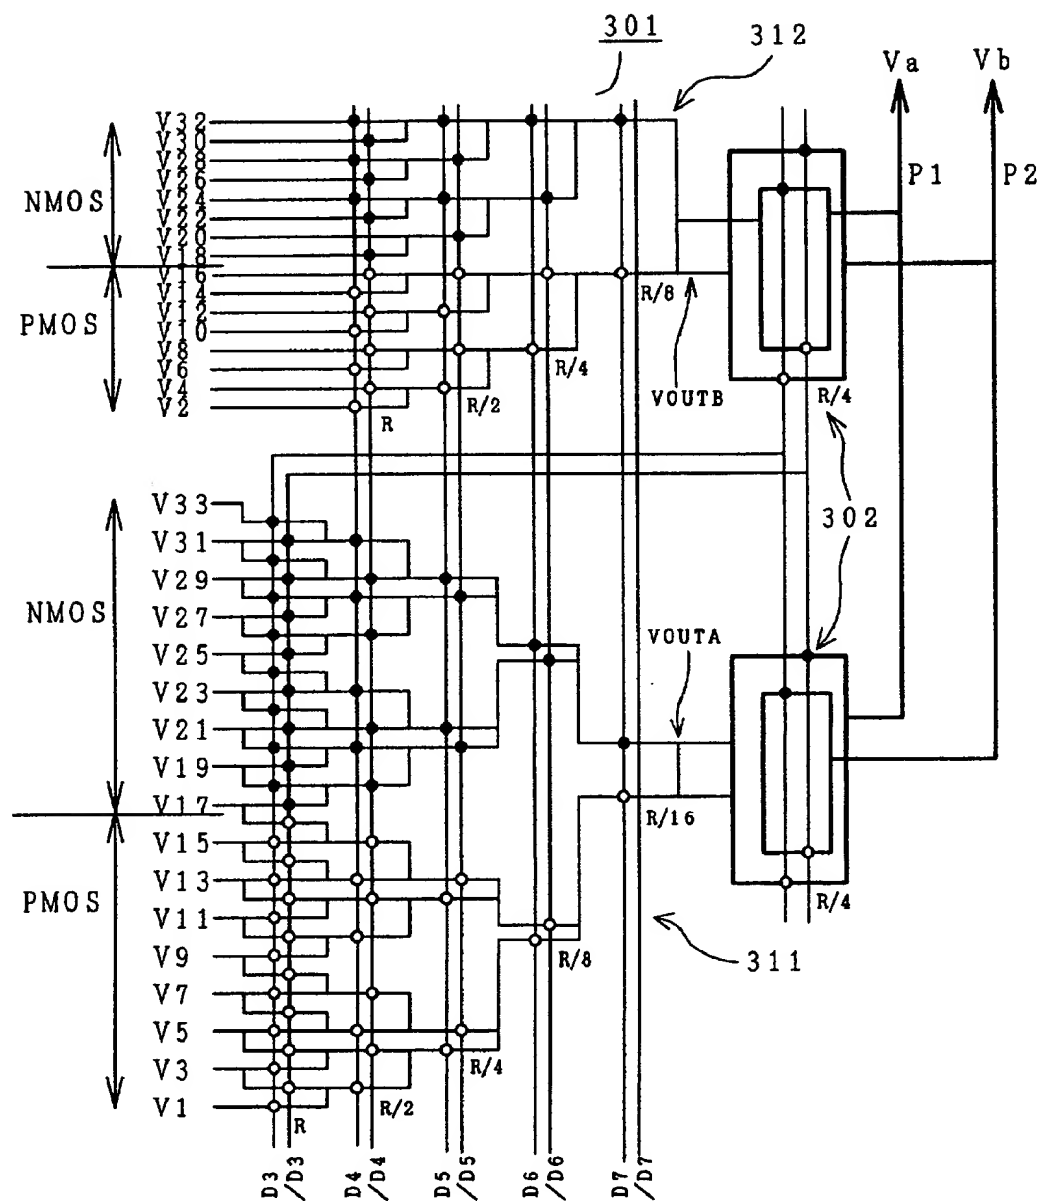 301
312
Va
Vb
P1
P2
V32
V30
V28
V26
V24
V22
V20
V18
V16
V14
V12
V10
V8
V6
V4
V2
NMOS
PMOS
R
R/2
R/4
R/8
VOUTB
R/4
302
V33
V31
V29
V27
V25
V23
V21
V19
V17
V15
V13
V11
V9
V7
V5
V3
V1
NMOS
PMOS
VOUTA
R
R/2
R/4
R/8
R/16
R/4
311
D3
/D3
D4
/D4
D5
/D5
D6
/D6
D7
/D7